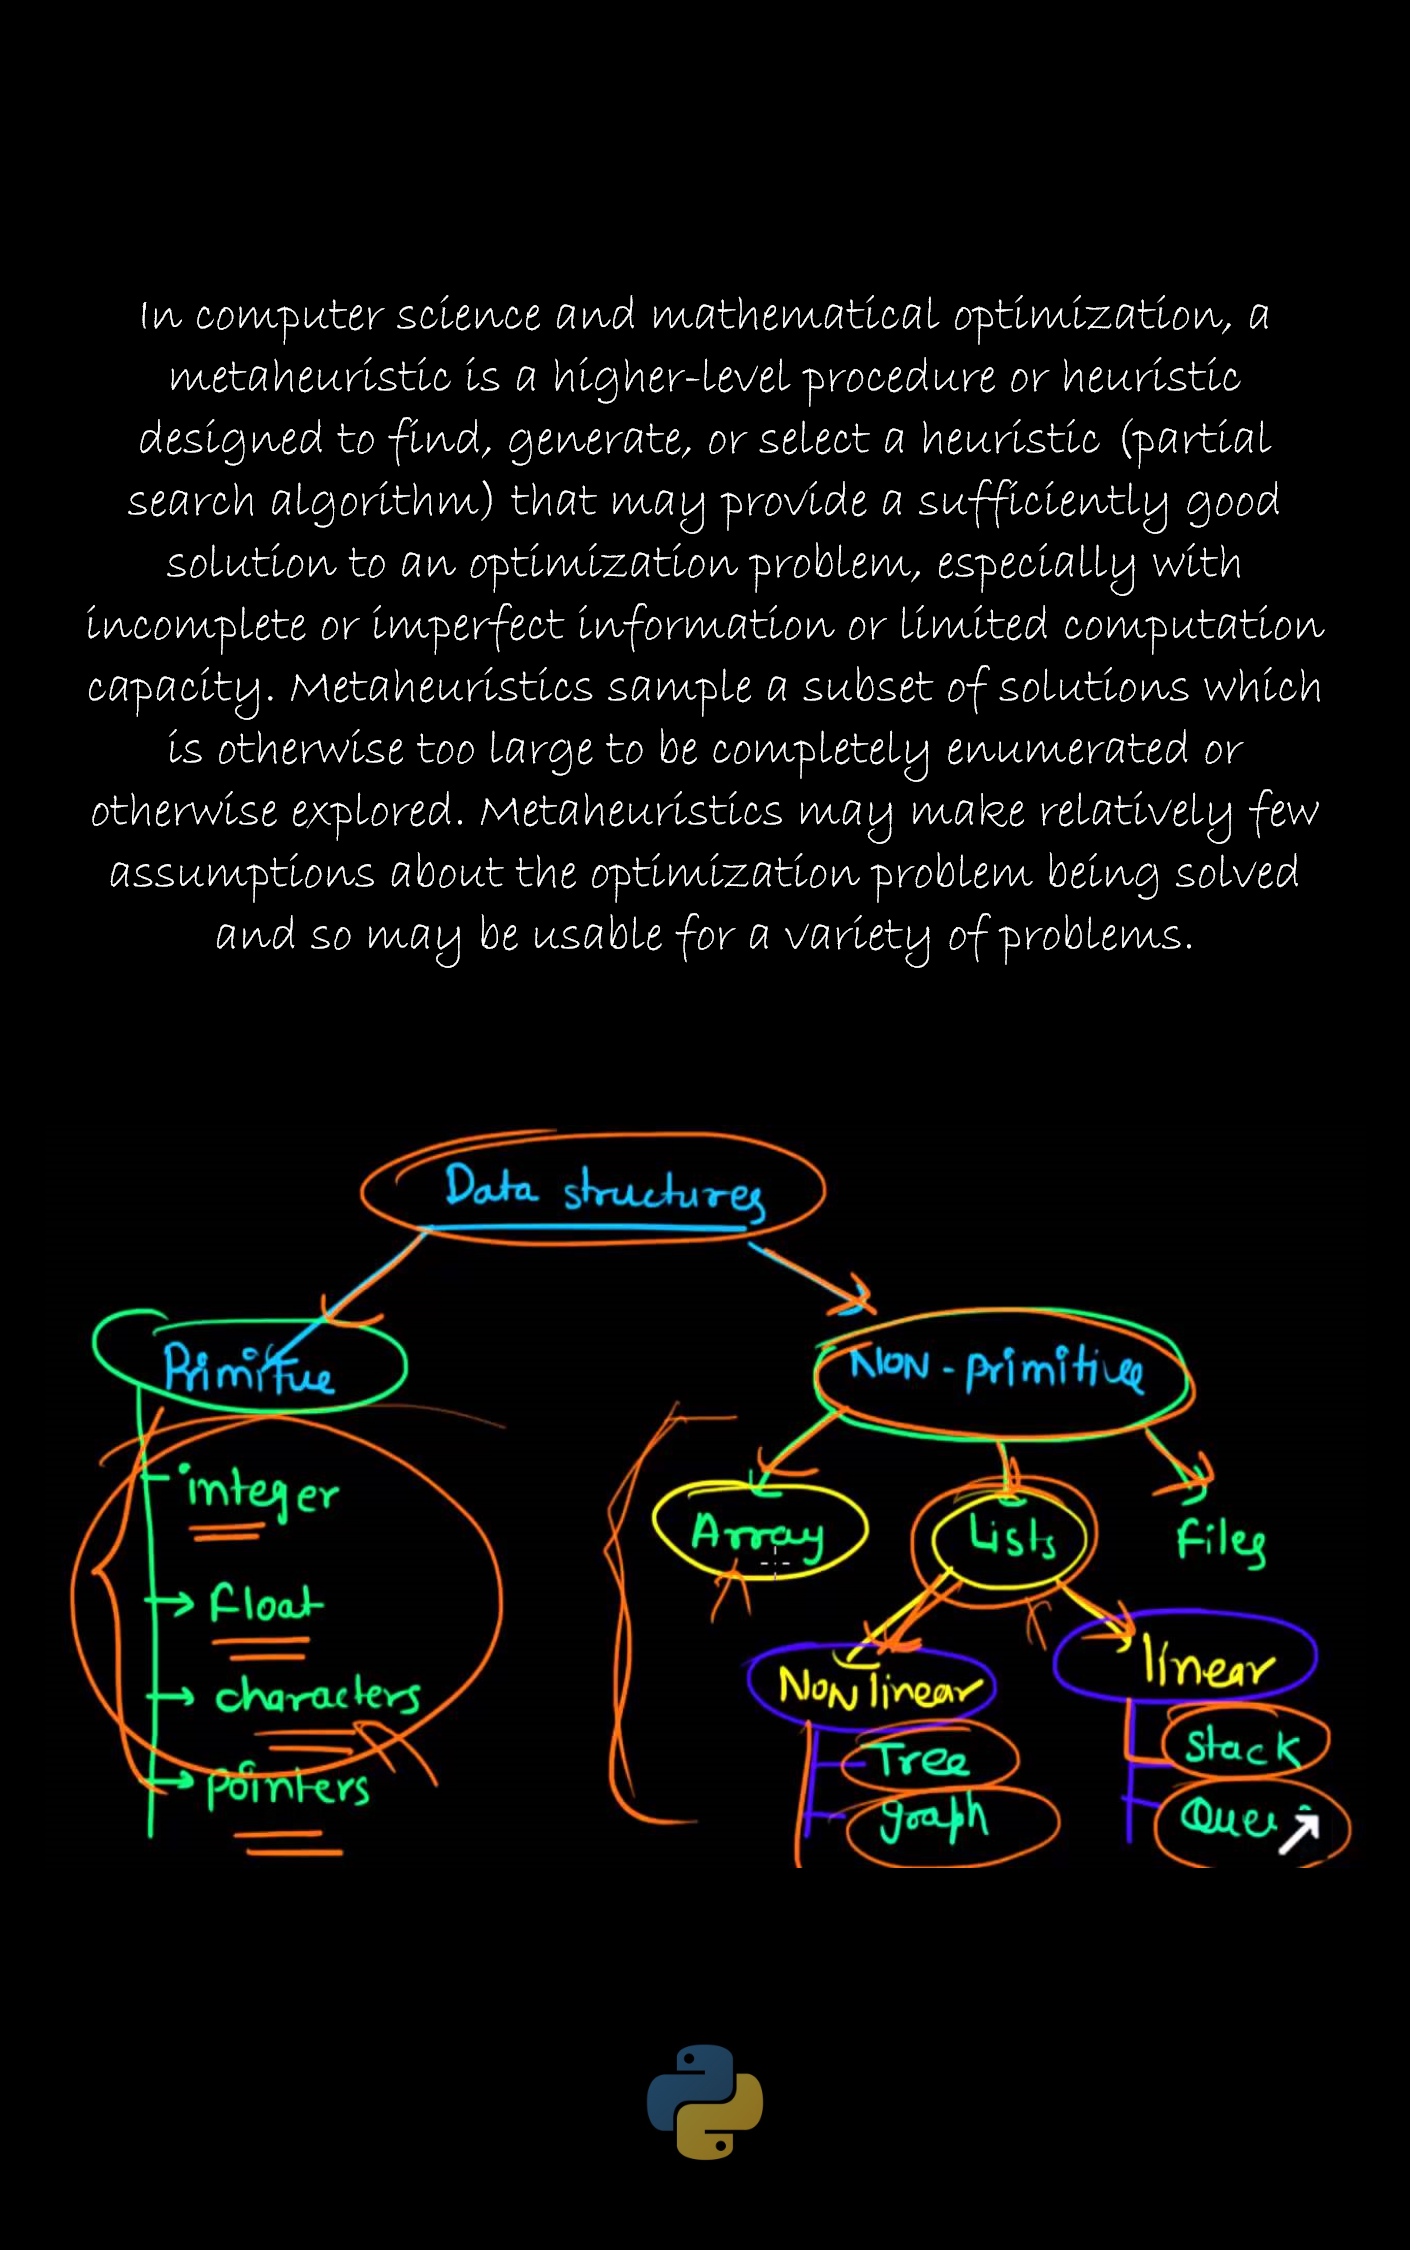 In computer science and mathematical optimization, a
metaheuristic is a higher-level procedure or heuristic
designed to find, generate, or select a heuristic (partial
search algorithm) that may provide a sufficiently good
solution to an optimization problem, especially with
incomplete or imperfect information or limited computation
capacity. Metaheuristics sample a subset of solutions which
is otherwise too large to be completely enumerated or
otherwise explored. Metaheuristics may make relatively few
assumptions about the optimization problem being solved
and so may be usable for a variety of problems.
Data structures
Primitive
Non-primitive
integer
float
characters
pointers
Array
Lists
Files
Non linear
linear
Tree
graph
Stack